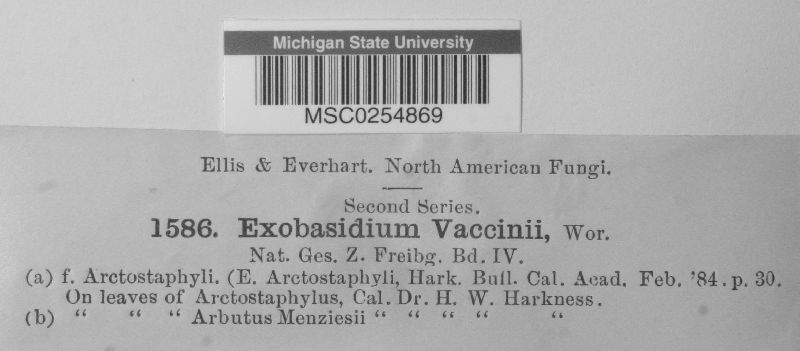 Michigan State University
MSC0254869
Ellis & Everhart. North American Fungi.
Second Series.
1586. Exobasidium Vaccinii, Wor.
Nat. Ges. Z. Freibg. Bd. IV.
(a) f. Arctostaphyli. (E. Arctostaphyli, Hark. Bull. Cal. Acad. Feb. '84. p. 30.
On leaves of Arctostaphylus, Cal. Dr. H. W. Harkness.
(b) “ “ “ Arbutus Menziesii “ “ “ “ “